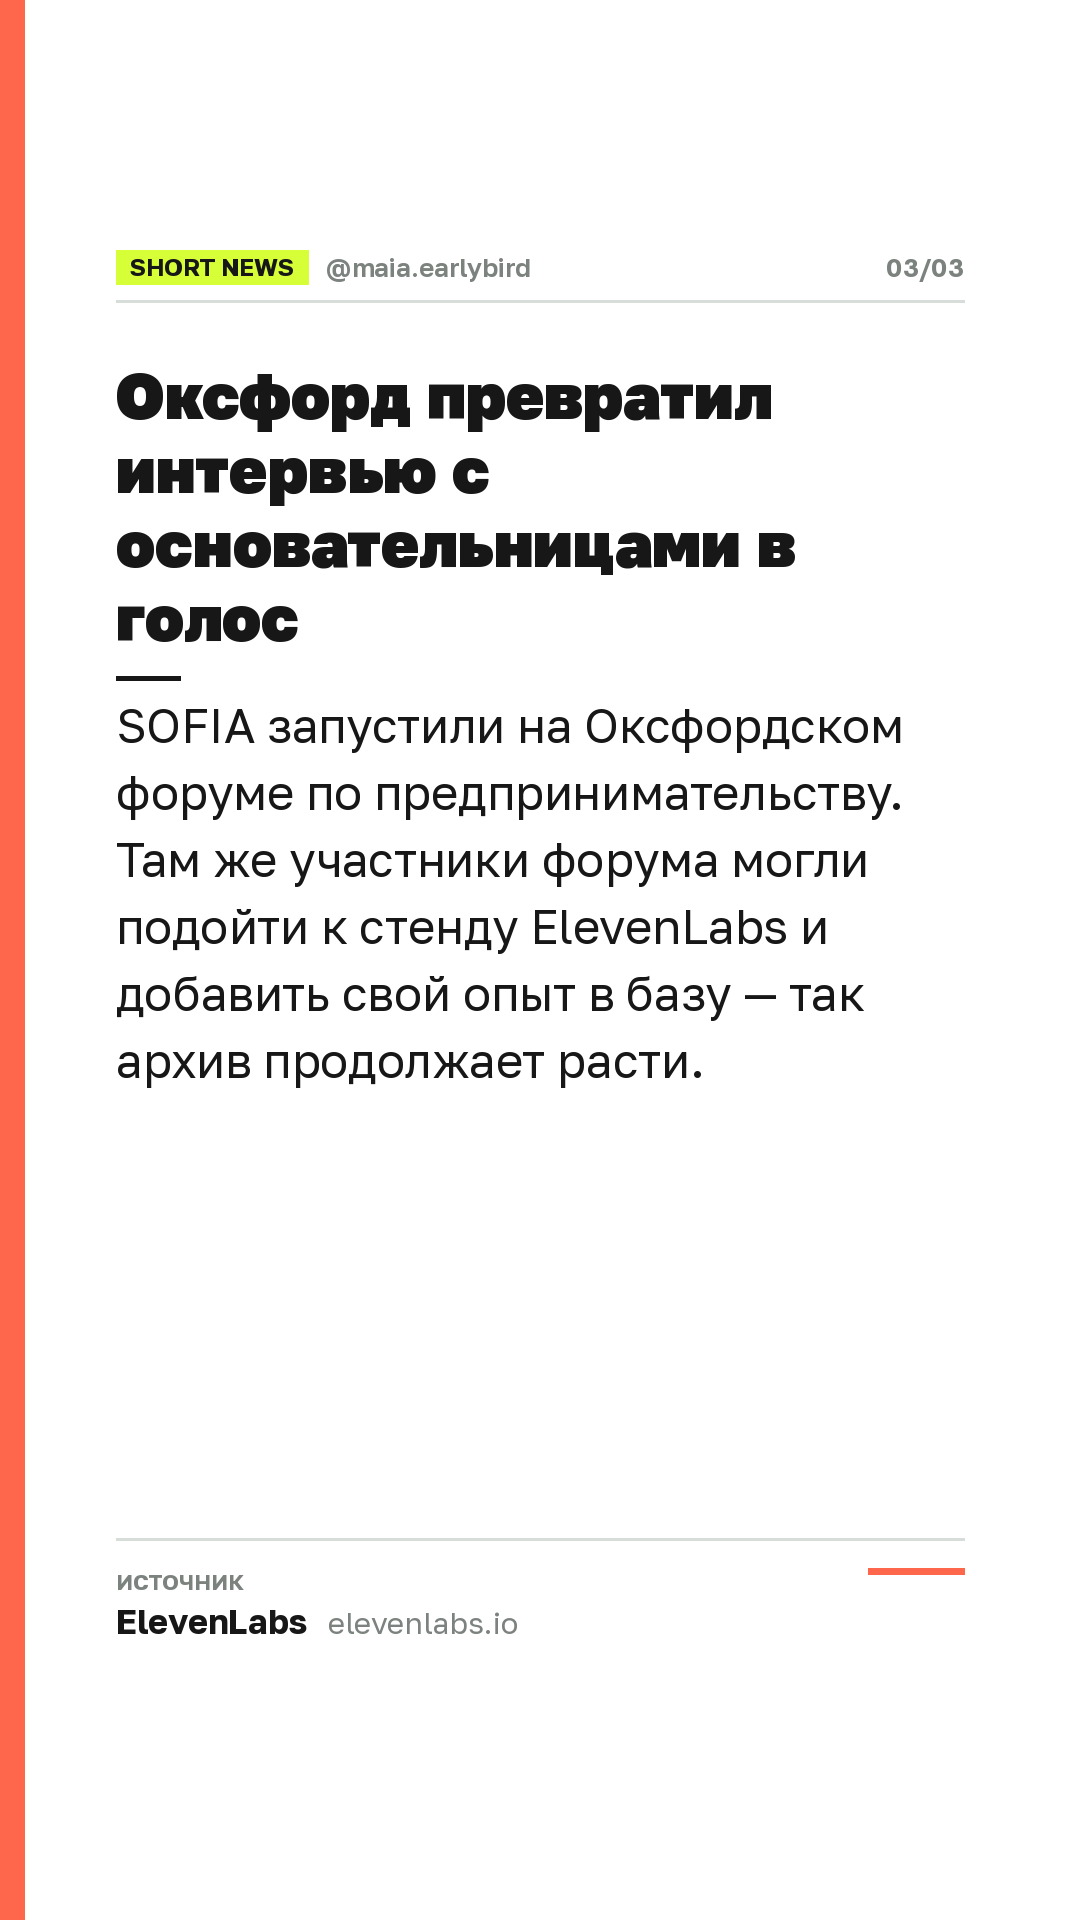 SHORT NEWS @maia.earlybird 03/03
Оксфорд превратил
интервью с
основательницами в
голос
SOFIA запустили на Оксфордском
форуме по предпринимательству.
Там же участники форума могли
подойти к стенду ElevenLabs и
добавить свой опыт в базу — так
архив продолжает расти.
источник
ElevenLabs elevenlabs.io